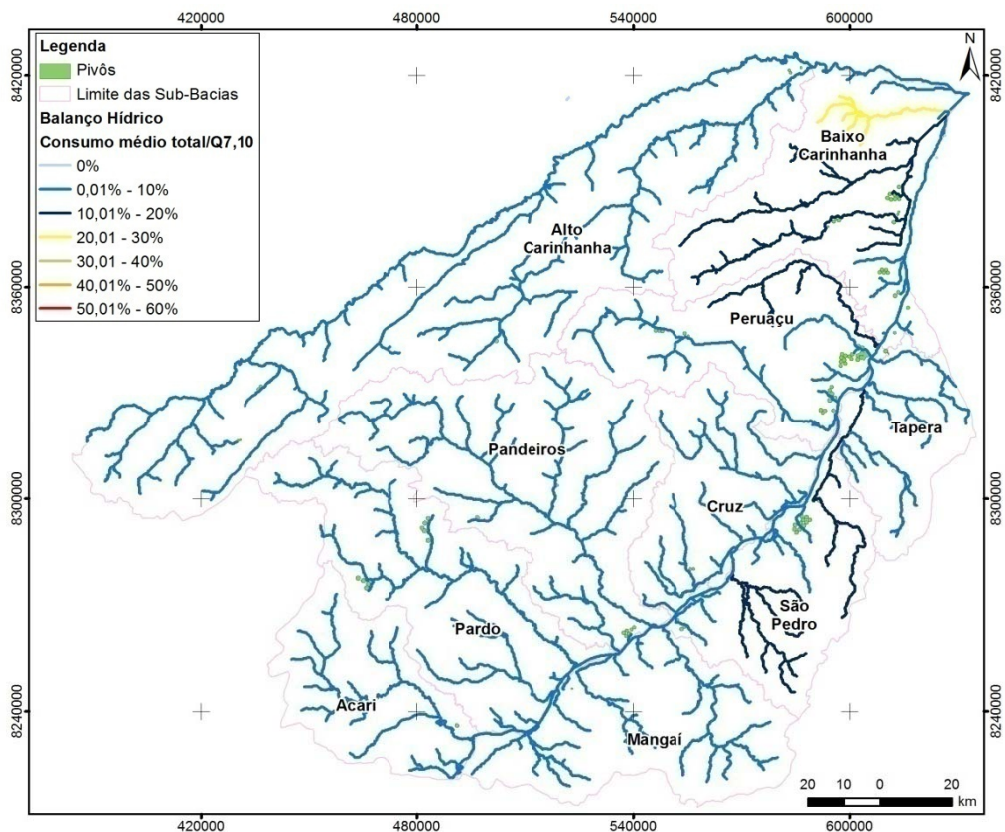 420000 480000 540000 600000
8420000
8360000
8300000
8240000
Legenda
Pivôs
Limite das Sub-Bacias
Balanço Hídrico
Consumo médio total/Q7,10
0%
0,01% - 10%
10,01% - 20%
20,01 - 30%
30,01 - 40%
40,01% - 50%
50,01% - 60%
N
8420000
8360000
8300000
8240000
Baixo
Carinhanha
Alto
Carinhanha
Peruaçu
Tapera
Pandeiros
Cruz
São
Pedro
Pardo
Acari
Mangaí
20 10 0 20
km
420000 480000 540000 600000